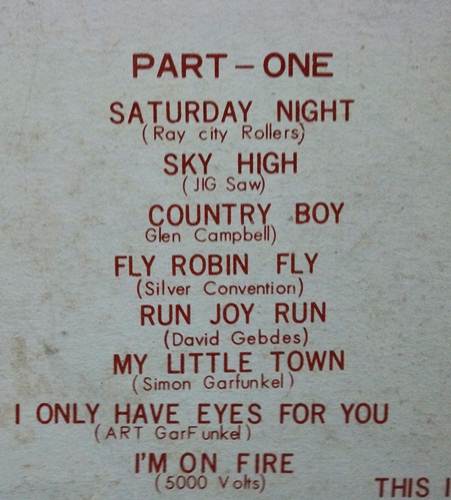 PART - ONE
SATURDAY NIGHT
(Ray city Rollers)
SKY HIGH
(JIG Saw)
COUNTRY BOY
Glen Campbell)
FLY ROBIN FLY
(Silver Convention)
RUN JOY RUN
(David Gebdes)
MY LITTLE TOWN
(Simon Garfunkel)
I ONLY HAVE EYES FOR YOU
(ART GarFunkel)
I'M ON FIRE
(5000 Volts)
THIS I